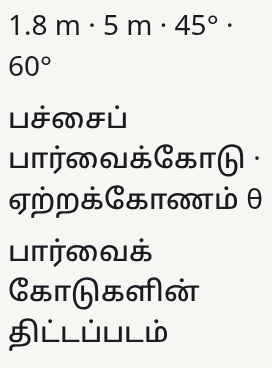 1.8 m · 5 m · 45° ·
60°
பச்சைப்
பார்வைக்கோடு ·
ஏற்றக்கோணம் θ
பார்வைக்
கோடுகளின்
திட்டப்படம்